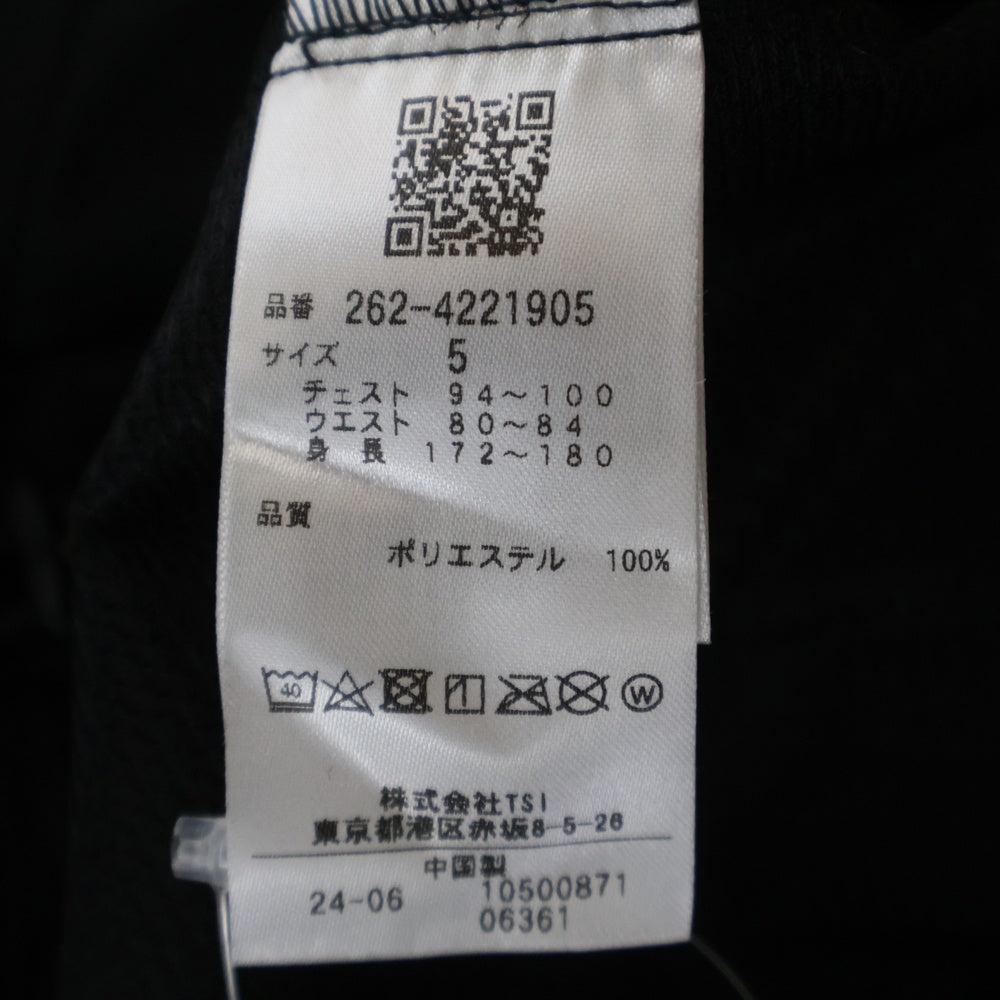 品番 262-4221905
サイズ 5
チェスト 94~100
ウエスト 80~84
身長 172~180
品質
ポリエステル 100%
40
W
株式会社TSI
東京都港区赤坂8-5-26
中国製
24-06 10500871
06361